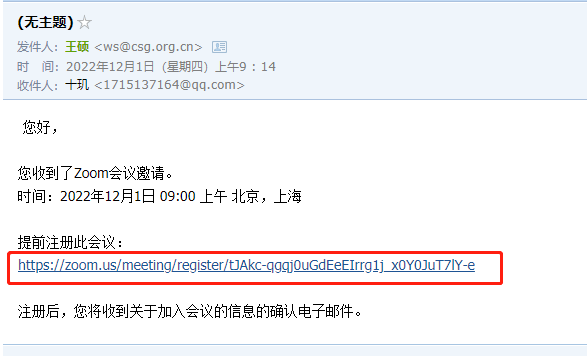 (无主题)
发件人：王硕 <ws@csg.org.cn>
时 间：2022年12月1日（星期四）上午9：14
收件人：十玑 <1715137164@qq.com>
您好，
您收到了Zoom会议邀请。
时间：2022年12月1日 09:00 上午 北京，上海
提前注册此会议：
https://zoom.us/meeting/register/tJAkc-qgqj0uGdEeEIrrg1j_x0Y0JuT7lY-e
注册后，您将收到关于加入会议的信息的确认电子邮件。